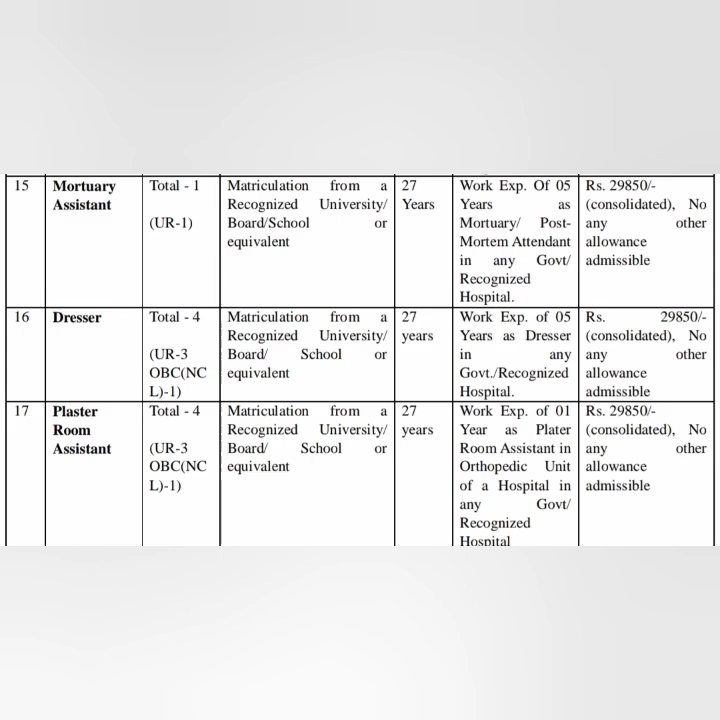 15
Mortuary
Assistant
Total - 1
(UR-1)
Matriculation from a
Recognized University/
Board/School or
equivalent
27
Years
Work Exp. Of 05
Years as
Mortuary/ Post-
Mortem Attendant
in any Govt/
Recognized
Hospital.
Rs. 29850/-
(consolidated), No
any other
allowance
admissible
16
Dresser
Total - 4
(UR-3
OBC(NC
L)-1)
Matriculation from a
Recognized University/
Board/ School or
equivalent
27
years
Work Exp. of 05
Years as Dresser
in any
Govt./Recognized
Hospital.
Rs. 29850/-
(consolidated), No
any other
allowance
admissible
17
Plaster
Room
Assistant
Total - 4
(UR-3
OBC(NC
L)-1)
Matriculation from a
Recognized University/
Board/ School or
equivalent
27
years
Work Exp. of 01
Year as Plater
Room Assistant in
Orthopedic Unit
of a Hospital in
any Govt/
Recognized
Hospital
Rs. 29850/-
(consolidated), No
any other
allowance
admissible